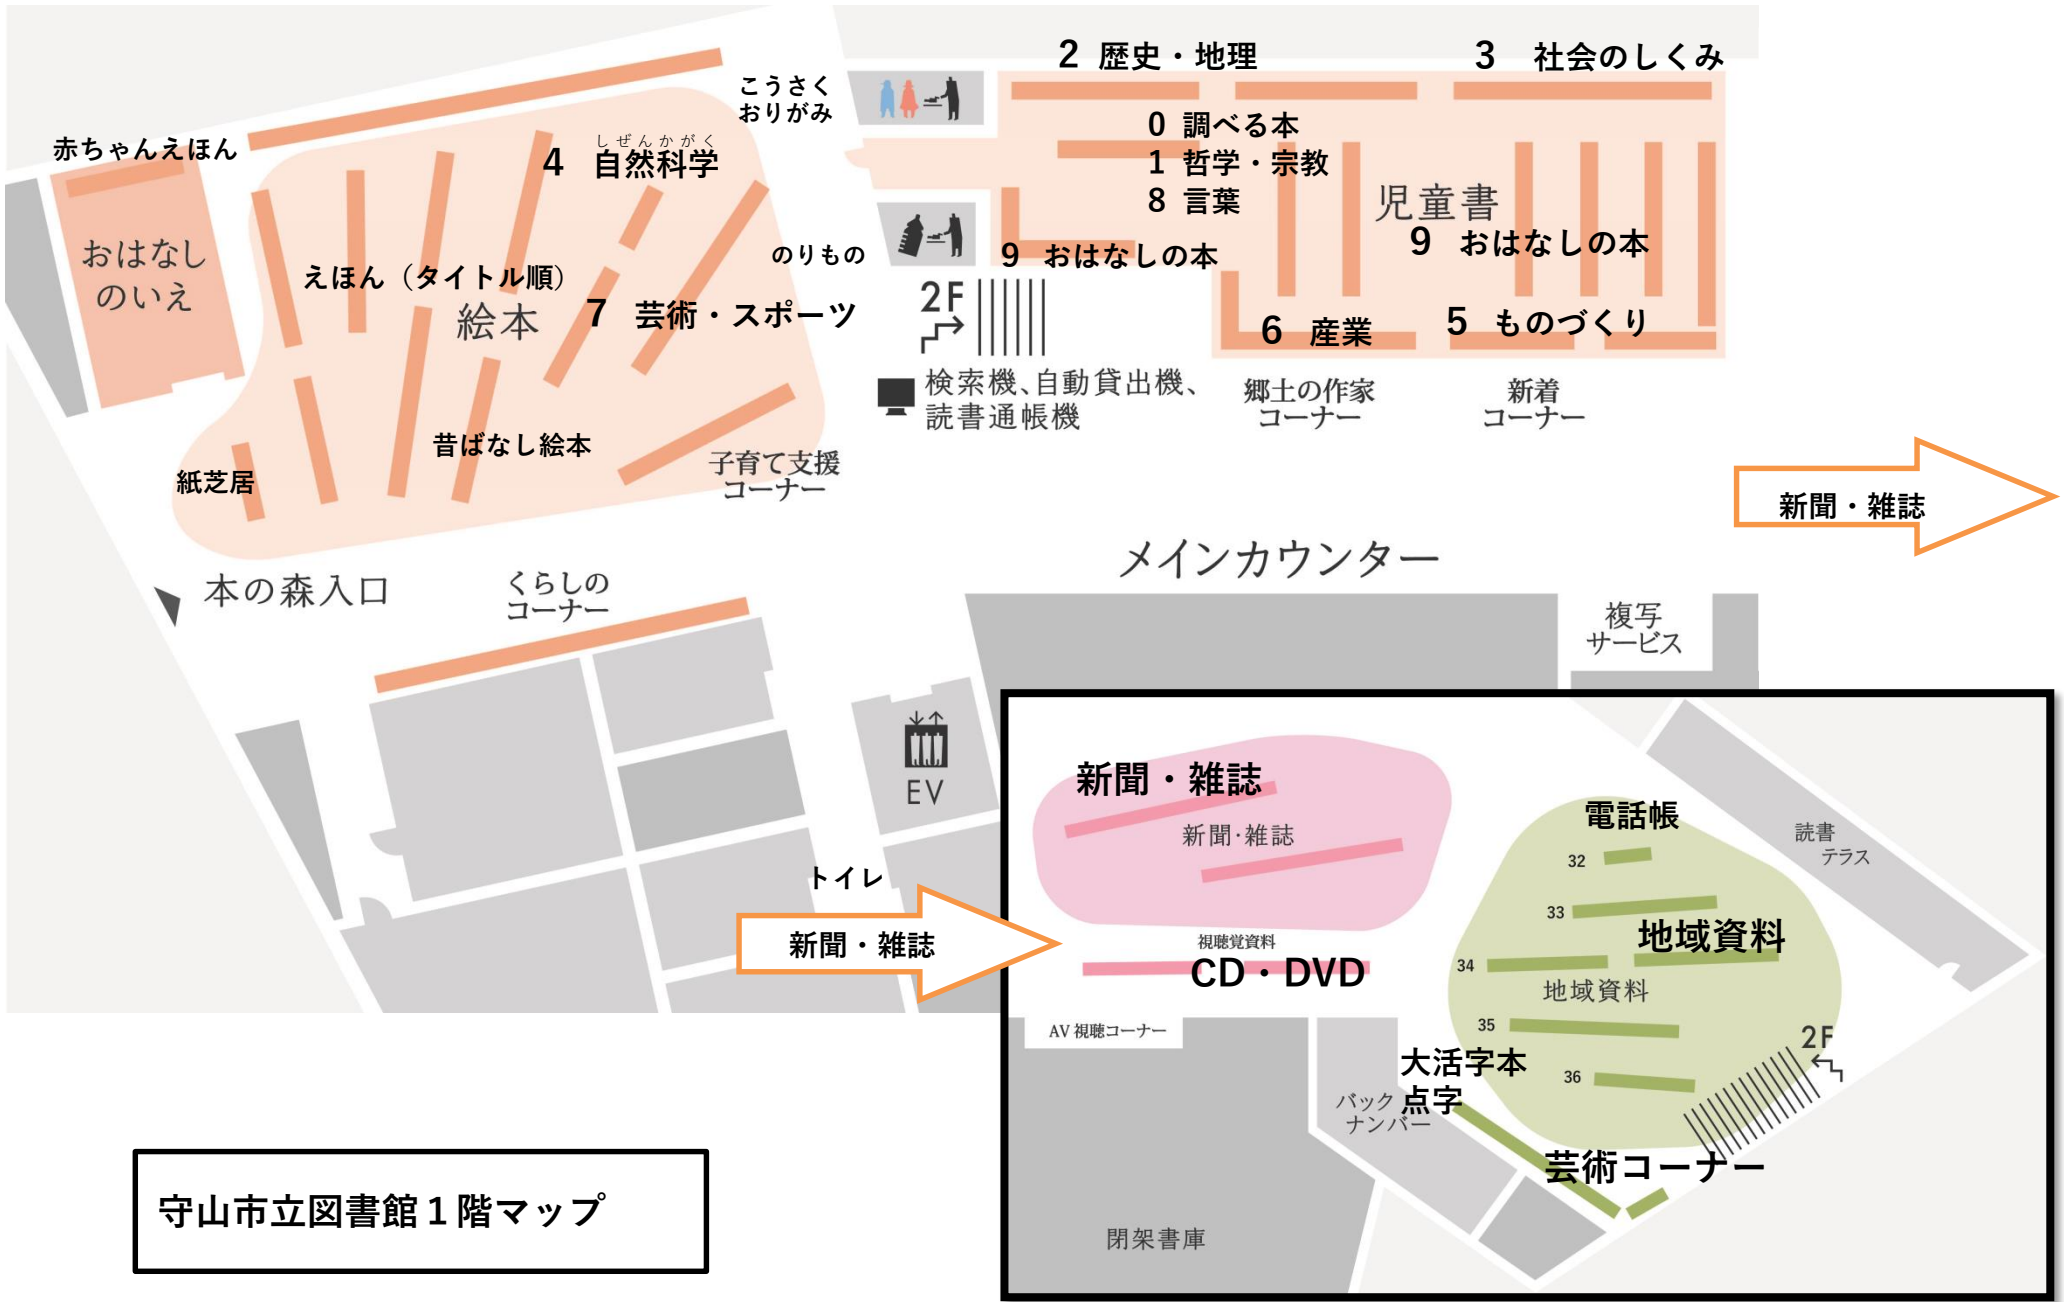 2 歴史・地理
3 社会のしくみ
こうさく
おりがみ
0 調べる本
1 哲学・宗教
8 言葉
赤ちゃんえほん
しぜんかがく
4 自然科学
児童書
9 おはなしの本
おはなし
のいえ
えほん（タイトル順）
絵本
のりもの
9 おはなしの本
7 芸術・スポーツ
2F
6 産業
5 ものづくり
検索機、自動貸出機、
読書通帳機
郷土の作家
コーナー
新着
コーナー
昔ばなし絵本
子育て支援
コーナー
紙芝居
新聞・雑誌
メインカウンター
本の森入口
くらしの
コーナー
複写
サービス
EV
トイレ
新聞・雑誌
新聞・雑誌
新聞・雑誌
電話帳
読書
テラス
32
33
地域資料
視聴覚資料
CD・DVD
34
地域資料
AV 視聴コーナー
35
2F
大活字本
点字
36
バック
ナンバー
芸術コーナー
閉架書庫
守山市立図書館１階マップ